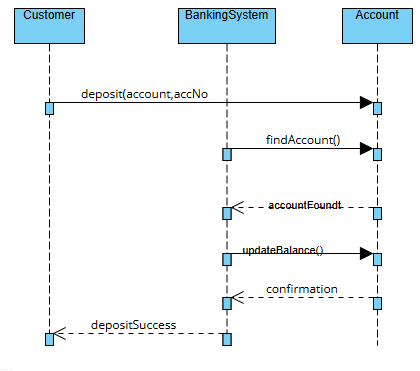 Customer BankingSystem Account
deposit(account,accNo
findAccount()
accountFoundt
updateBalance()
confirmation
depositSuccess